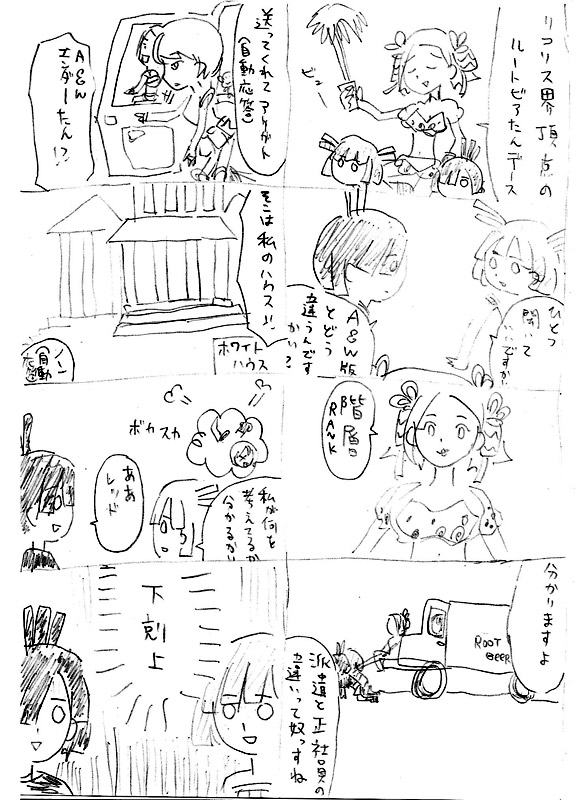 リコリス界頂点の
ルートビアたんデース
ビュー
ひとつ
聞いて
いいですか?
A&W版
とどう
違うんです
かい?
階層
RANK
分かりますよ
ROOT
BEER
派遣と正社員の
違いって奴っすね
送ってくれてアリガト
(自動応答)
A&W
エンダーたん!?
そこは私のハウス!!
ホワイト
ハウス
ノー
(自動
応答)
ボカスカ
私が何を
考えてるか
分かるかい
ああ
レッド
下剋上